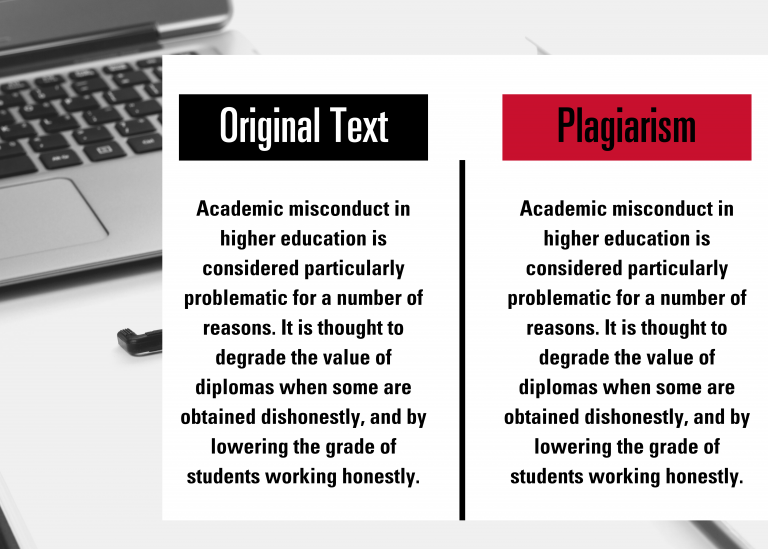 Original Text
Academic misconduct in
higher education is
considered particularly
problematic for a number of
reasons. It is thought to
degrade the value of
diplomas when some are
obtained dishonestly, and by
lowering the grade of
students working honestly.
Plagiarism
Academic misconduct in
higher education is
considered particularly
problematic for a number of
reasons. It is thought to
degrade the value of
diplomas when some are
obtained dishonestly, and by
lowering the grade of
students working honestly.